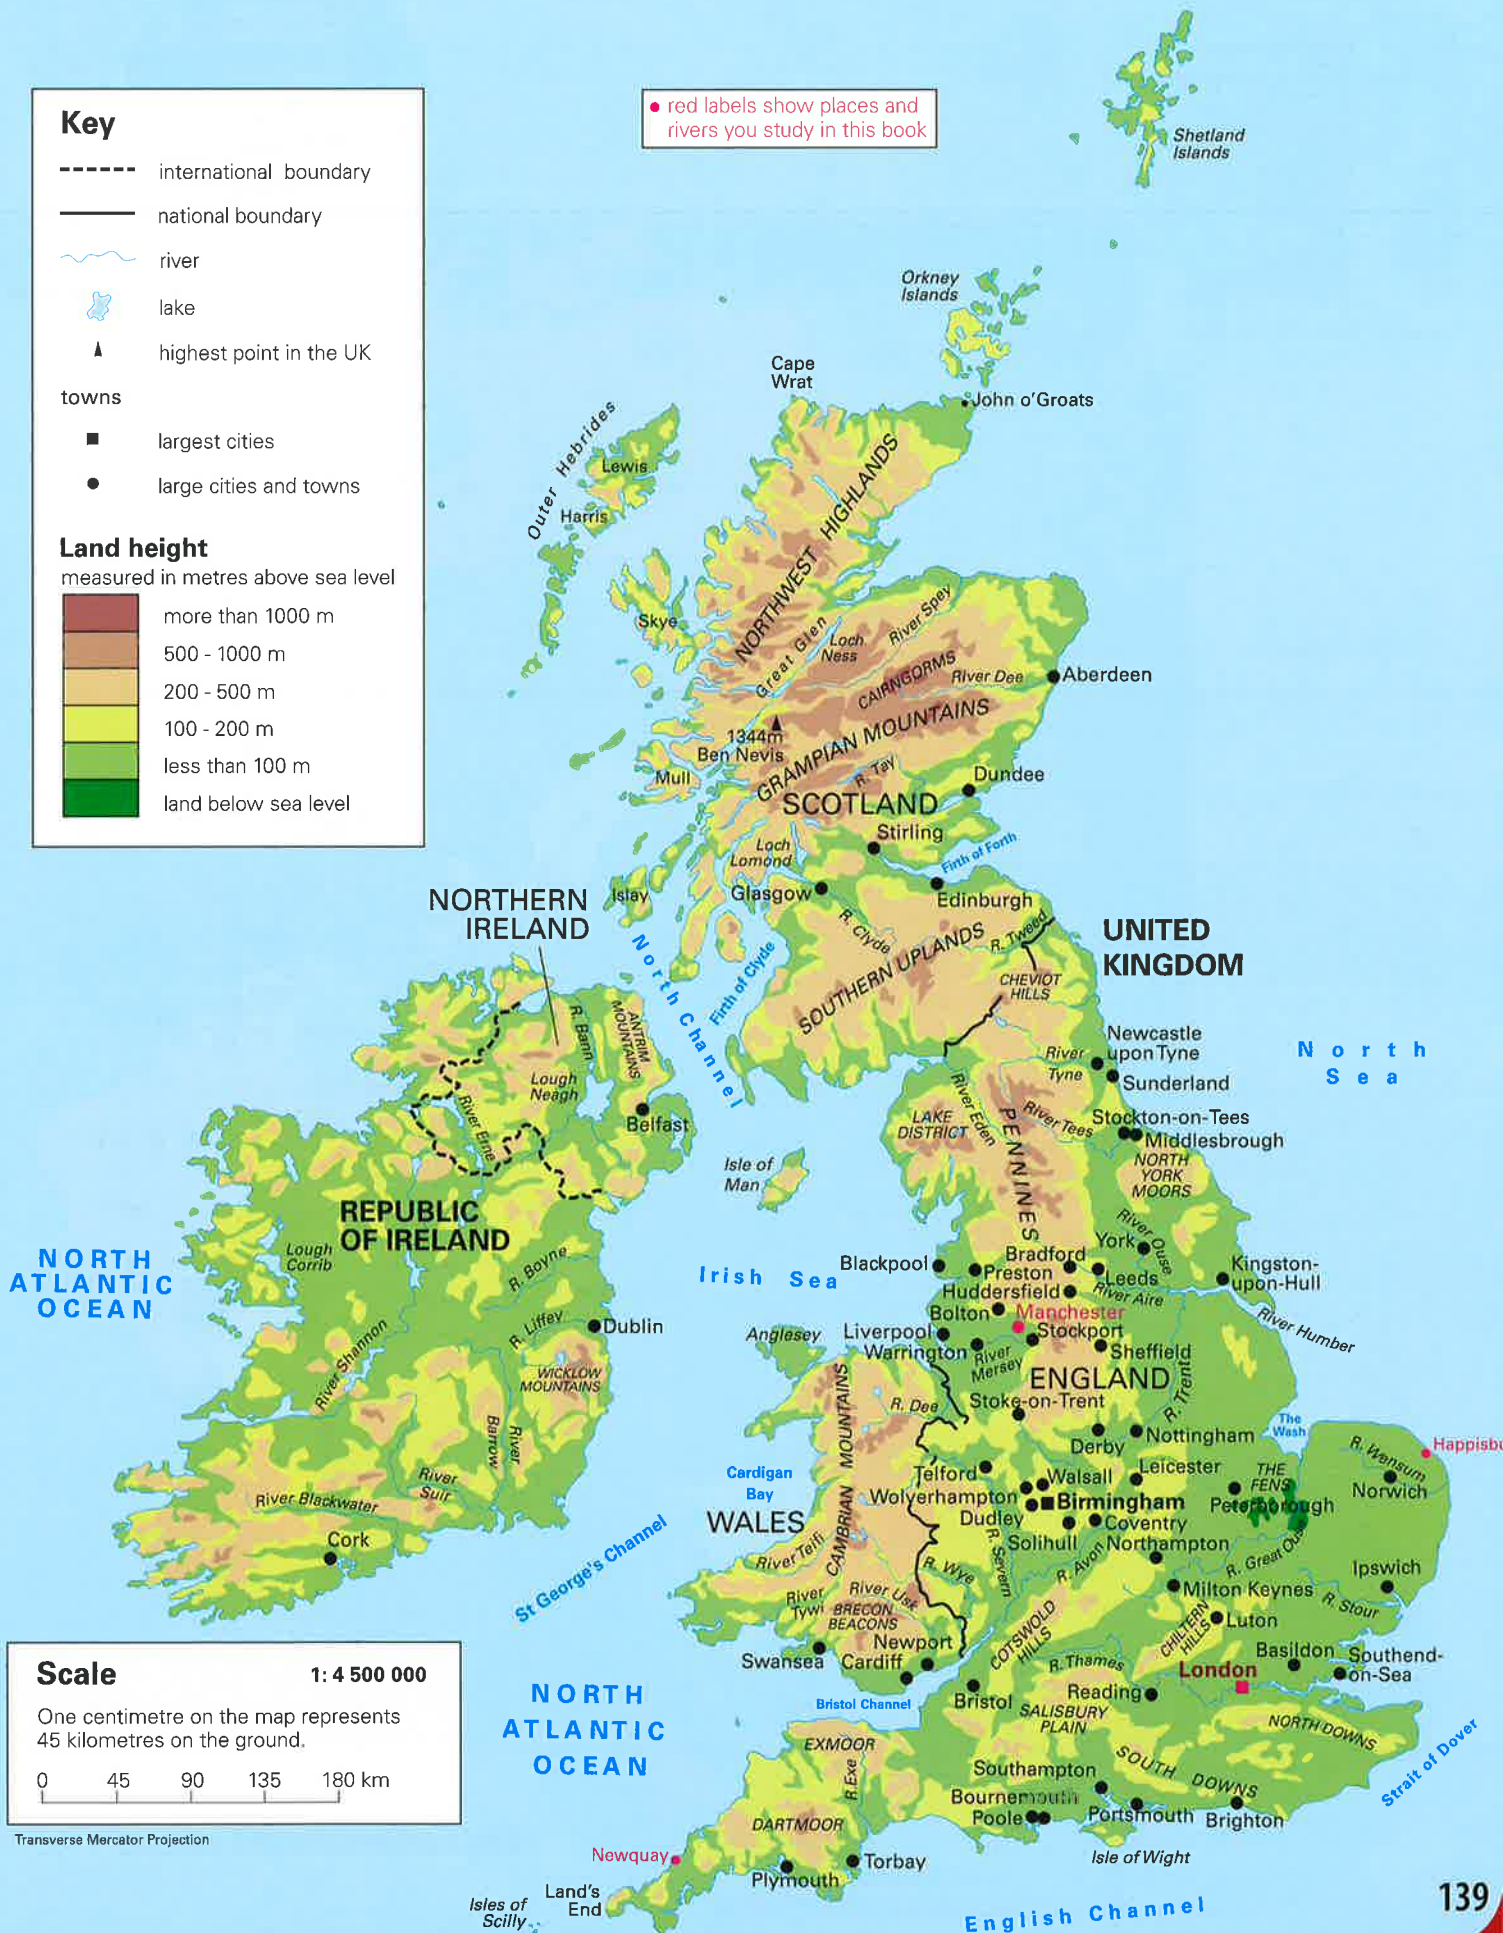 Key
international boundary
national boundary
river
lake
highest point in the UK
towns
largest cities
large cities and towns
Land height
measured in metres above sea level
more than 1000 m
500 - 1000 m
200 - 500 m
100 - 200 m
less than 100 m
land below sea level
red labels show places and
rivers you study in this book
Shetland
Islands
Orkney
Islands
Cape
Wrat
John o'Groats
Outer Hebrides
Lewis
Harris
NORTHWEST HIGHLANDS
Skye
Great Glen
Loch
Ness
River Spey
CAIRNGORMS
River Dee
Aberdeen
GRAMPIAN MOUNTAINS
1344m
Ben Nevis
Mull
R. Tay
Dundee
SCOTLAND
Stirling
Loch
Lomond
Firth of Forth
Glasgow
Edinburgh
Islay
NORTHERN
IRELAND
North Channel
Firth of Clyde
R. Clyde
R. Tweed
SOUTHERN UPLANDS
CHEVIOT
HILLS
UNITED
KINGDOM
R. Bann
ANTRIM
MOUNTAINS
Lough
Neagh
River Erne
Belfast
Newcastle
upon Tyne
River
Tyne
Sunderland
North
Sea
River Eden
LAKE
DISTRICT
PENNINES
River Tees
Stockton-on-Tees
Middlesbrough
NORTH
YORK
MOORS
Isle of
Man
REPUBLIC
OF IRELAND
Lough
Corrib
R. Boyne
NORTH
ATLANTIC
OCEAN
Irish Sea
Blackpool
Preston
Bradford
York
River Ouse
Leeds
Huddersfield
River Aire
Kingston-
upon-Hull
River Humber
Bolton
Manchester
Liverpool
Stockport
Warrington
River
Mersey
Sheffield
Anglesey
R. Liffey
Dublin
River Shannon
WICKLOW
MOUNTAINS
River
Barrow
River
Suir
River Blackwater
Cork
ENGLAND
R. Trent
R. Dee
Stoke-on-Trent
Derby
Nottingham
The
Wash
R. Wensum
Happisbu
Norwich
Cardigan
Bay
CAMBRIAN MOUNTAINS
Telford
Walsall
Leicester
THE
FENS
Wolverhampton
Birmingham
Peterborough
WALES
Dudley
Coventry
Solihull
Northampton
R. Severn
R. Avon
R. Great Ouse
Ipswich
River Teifi
R. Wye
St George's Channel
River
Tywi
River Usk
BRECON
BEACONS
Milton Keynes
R. Stour
COTSWOLD
HILLS
CHILTERN
HILLS
Luton
Newport
Swansea
Cardiff
R. Thames
London
Basildon
Southend-
on-Sea
Bristol Channel
Bristol
Reading
SALISBURY
PLAIN
NORTH DOWNS
EXMOOR
R. Exe
SOUTH DOWNS
Strait of Dover
Southampton
Bournemouth
Poole
Portsmouth
Brighton
DARTMOOR
Newquay
Plymouth
Torbay
Isle of Wight
Land's
End
Isles of
Scilly
English Channel
NORTH
ATLANTIC
OCEAN
Scale
1: 4 500 000
One centimetre on the map represents
45 kilometres on the ground.
0 45 90 135 180 km
Transverse Mercator Projection
139